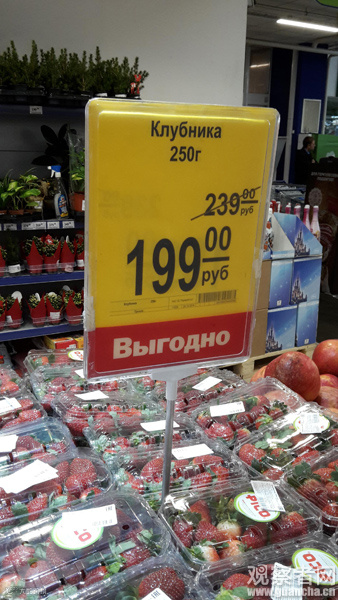 Клубника
250г
239 00
руб
199 00
руб
Выгодно
观察者网
guancha.cn